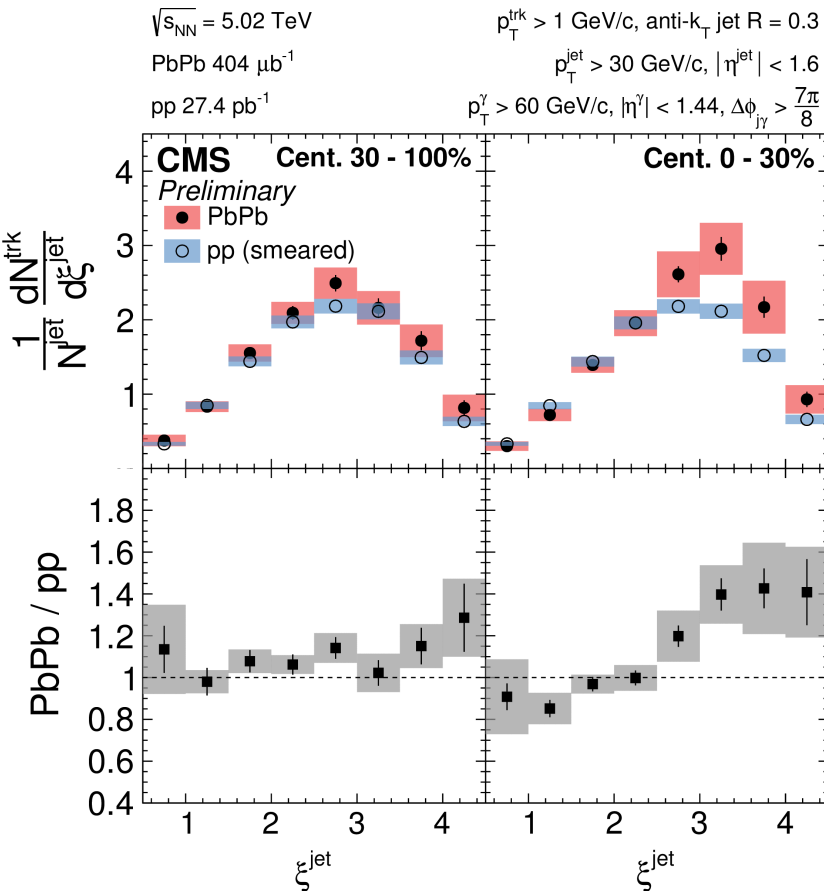 √s_NN = 5.02 TeV
PbPb 404 μb⁻¹
pp 27.4 pb⁻¹
p_T^trk > 1 GeV/c, anti-k_T jet R = 0.3
p_T^jet > 30 GeV/c, |η^jet| < 1.6
p_T^γ > 60 GeV/c, |η^γ| < 1.44, Δϕ_jγ > 7π/8
CMS
Preliminary
Cent. 30 - 100%
PbPb
pp (smeared)
Cent. 0 - 30%
1/N^jet dN^trk/dξ^jet
4
3
2
1
PbPb / pp
1.8
1.6
1.4
1.2
1
0.8
0.6
0.4
1 2 3 4
1 2 3 4
ξ^jet
ξ^jet